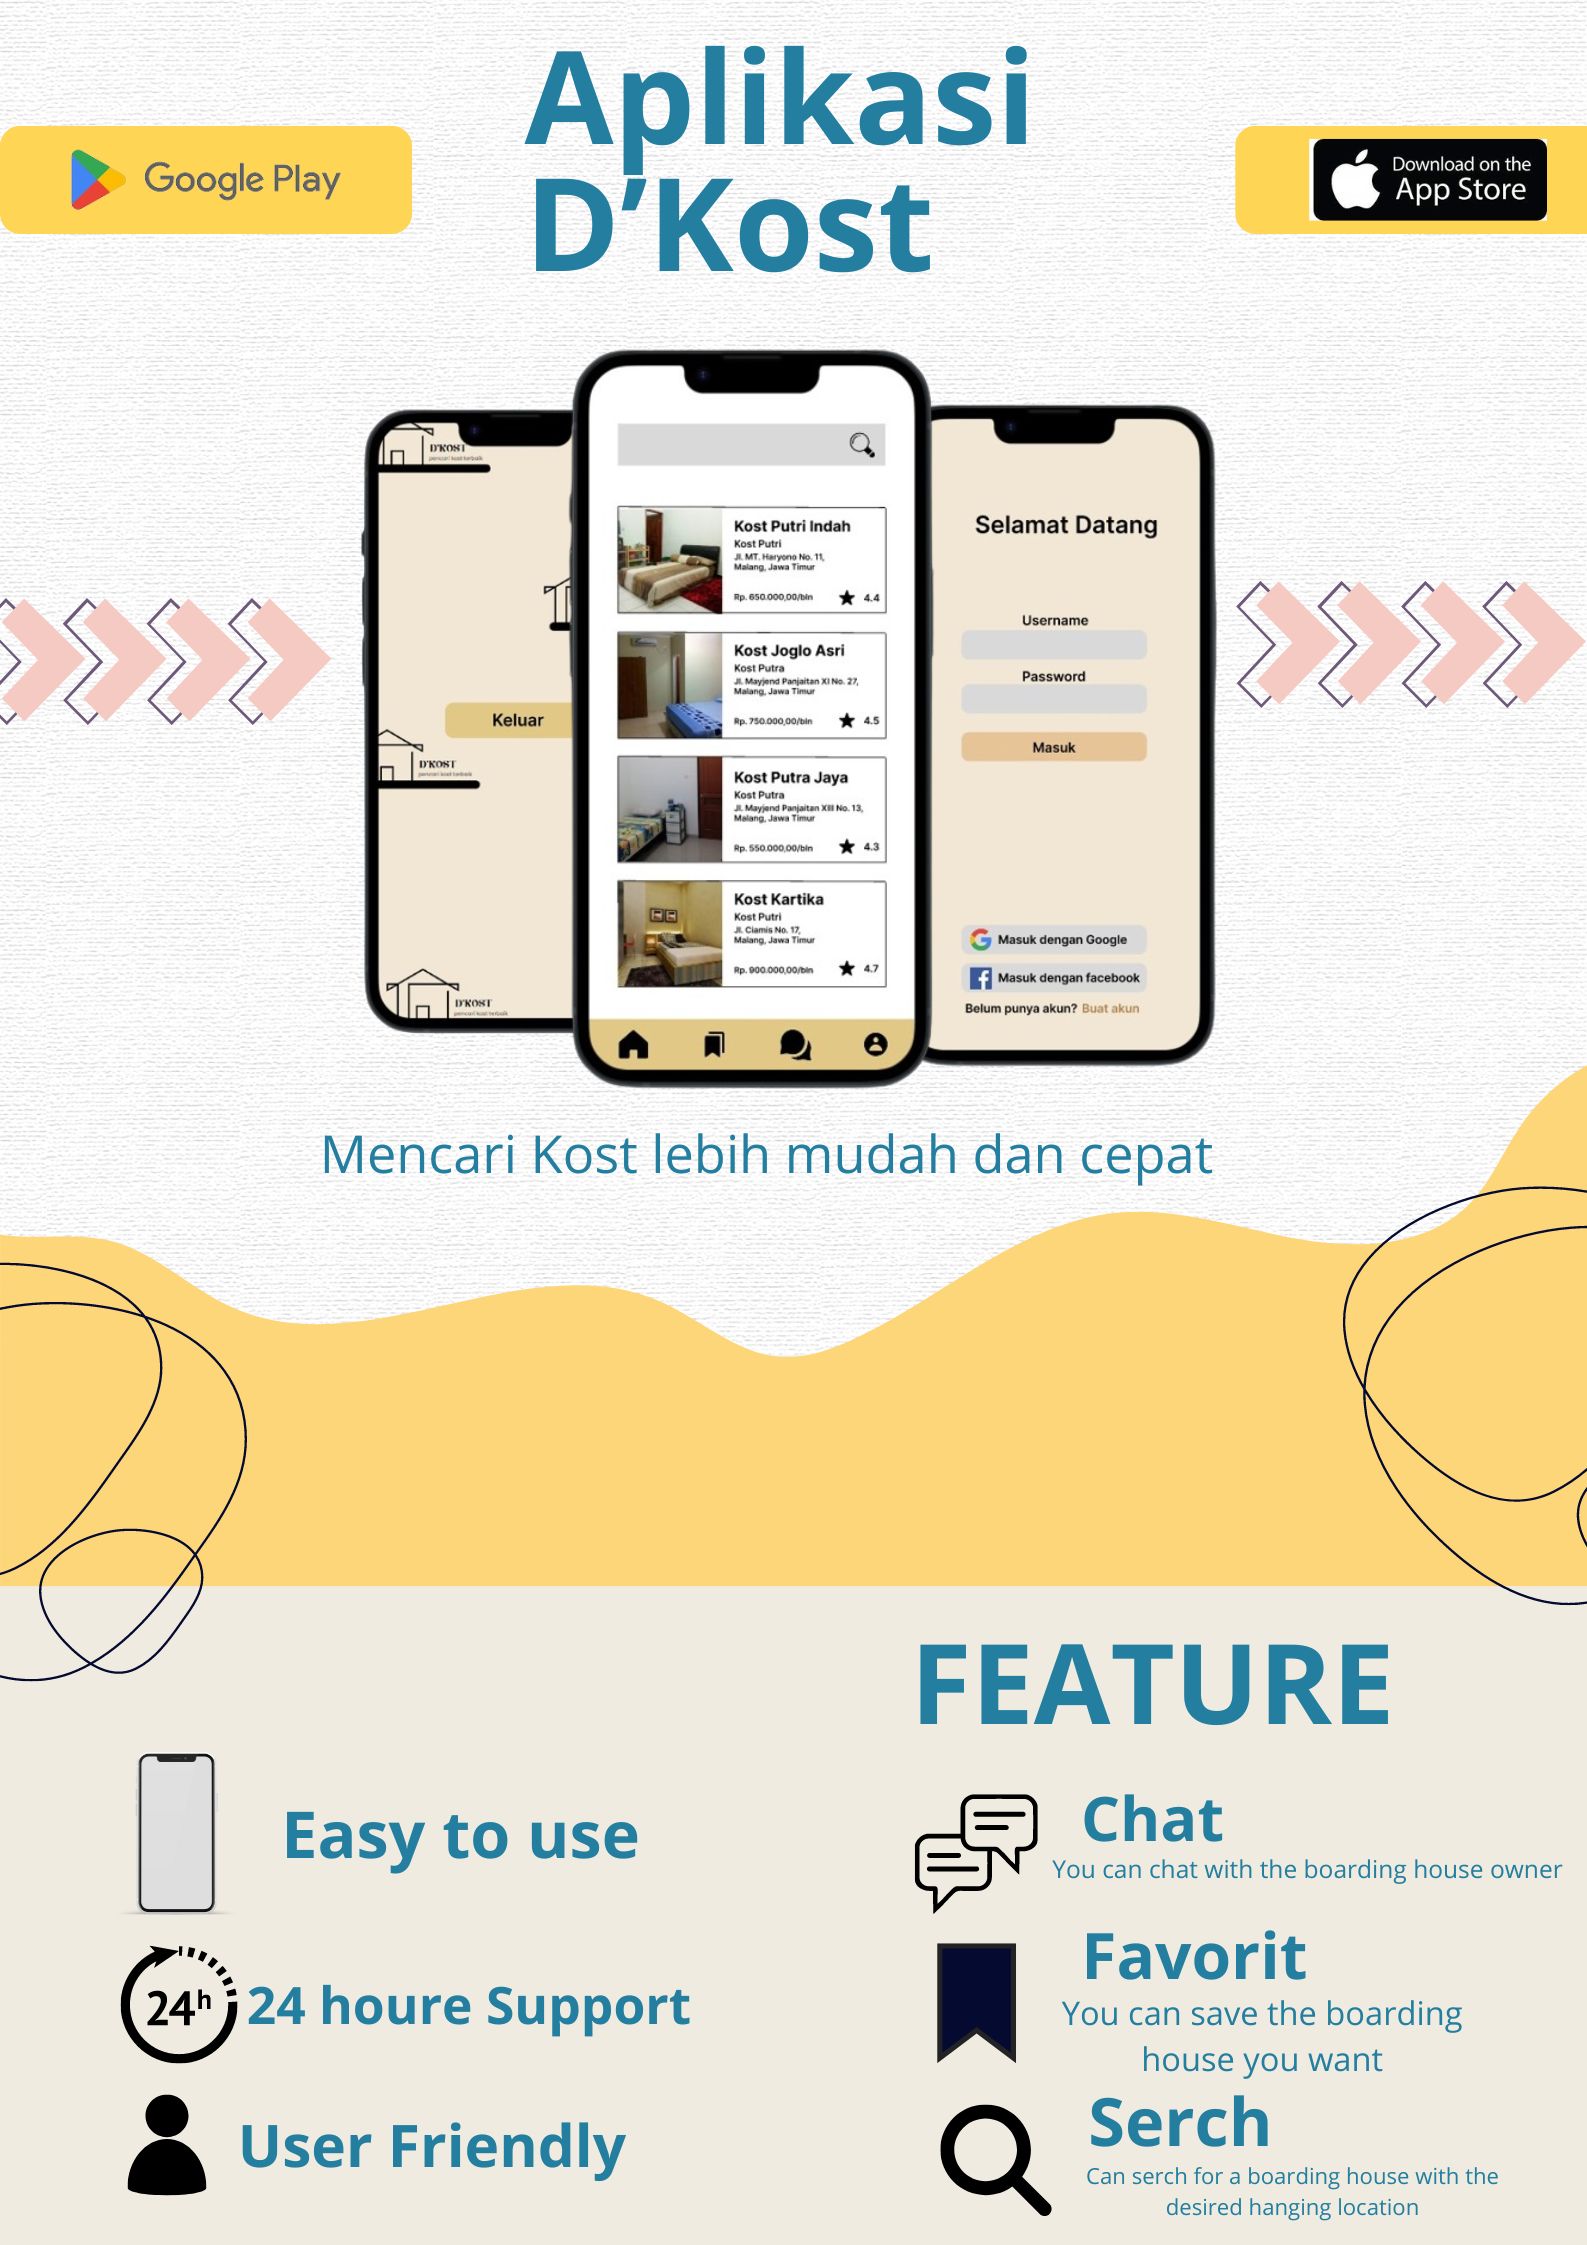 Aplikasi
D’Kost
Google Play
Download on the
App Store
D'KOST
pencari kost terbaik
Keluar
D'KOST
pencari kost terbaik
D'KOST
pencari kost terbaik
Kost Putri Indah
Kost Putri
Jl. MT. Haryono No. 11,
Malang, Jawa Timur
Rp. 650.000,00/bln
4.4
Kost Joglo Asri
Kost Putra
Jl. Mayjend Panjaitan XI No. 27,
Malang, Jawa Timur
Rp. 750.000,00/bln
4.5
Kost Putra Jaya
Kost Putra
Jl. Mayjend Panjaitan XIII No. 13,
Malang, Jawa Timur
Rp. 550.000,00/bln
4.3
Kost Kartika
Kost Putri
Jl. Ciamis No. 17,
Malang, Jawa Timur
Rp. 900.000,00/bln
4.7
Selamat Datang
Username
Password
Masuk
Masuk dengan Google
Masuk dengan facebook
Belum punya akun? Buat akun
Mencari Kost lebih mudah dan cepat
Easy to use
24h
24 houre Support
User Friendly
FEATURE
Chat
You can chat with the boarding house owner
Favorit
You can save the boarding
house you want
Serch
Can serch for a boarding house with the
desired hanging location